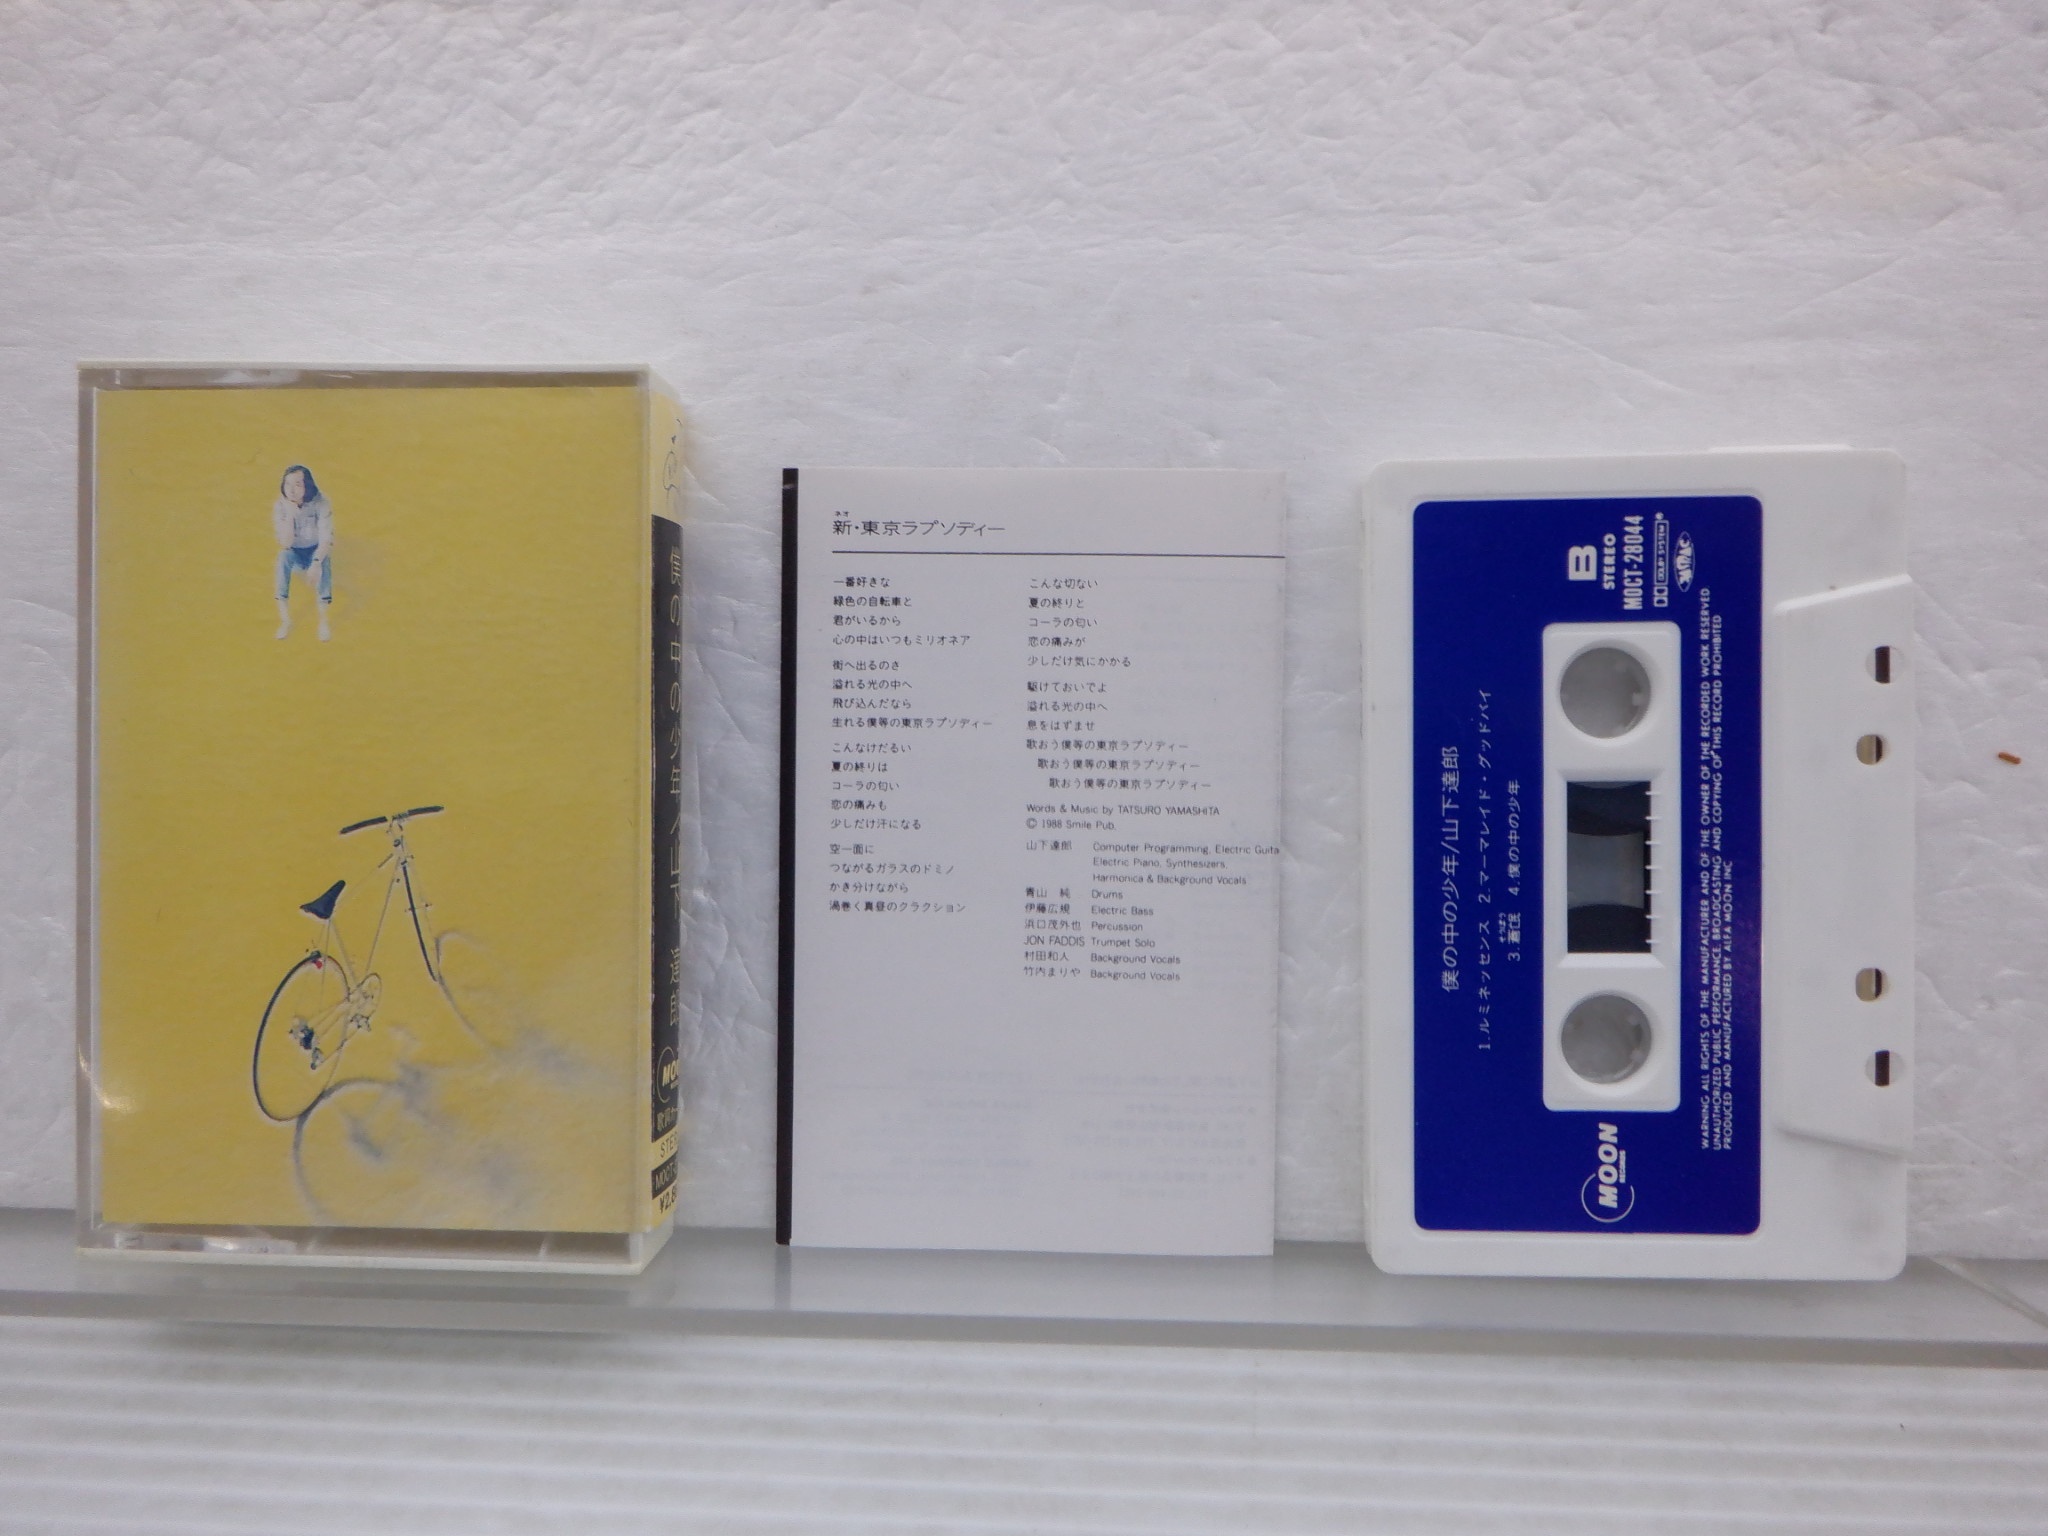 僕の中の少年
山下
達郎
MOON
¥2,8
新・東京ラプソディー
ネオ
一番好きな
緑色の自転車と
君がいるから
心の中はいつもミリオネア
街へ出るのさ
溢れる光の中へ
飛び込んだなら
生れる僕等の東京ラプソディー
こんなけだるい
夏の終りは
コーラの匂い
恋の痛みも
少しだけ汗になる
空一面に
つながるガラスのドミノ
かき分けながら
渦巻く真昼のクラクション
こんな切ない
夏の終りと
コーラの匂い
恋の痛みが
少しだけ気にかかる
駆けておいでよ
溢れる光の中へ
息をはずませ
歌おう僕等の東京ラプソディー
歌おう僕等の東京ラプソディー
歌おう僕等の東京ラプソディー
Words & Music by TATSURO YAMASHITA
© 1988 Smile Pub.
山下達郎 Computer Programming, Electric Guita
Electric Piano, Synthesizers,
Harmonica & Background Vocals
青山 純 Drums
伊藤広規 Electric Bass
浜口茂外也 Percussion
JON FADDIS Trumpet Solo
村田和人 Background Vocals
竹内まりや Background Vocals
僕の中の少年/山下達郎
1.ルミネッセンス 2.マーマレイド・グッドバイ
そうぼう
3.蒼氓 4.僕の中の少年
B
STEREO
MOCT-28044
DOLBY SYSTEM
JASRAC
MOON
RECORDS
WARNING ALL RIGHTS OF THE MANUFACTURER AND OF THE OWNER OF THE RECORDED WORK RESERVED
UNAUTHORIZED PUBLIC PERFORMANCE, BROADCASTING AND COPYING OF THIS RECORD PROHIBITED
PRODUCED AND MANUFACTURED BY ALFA MOON INC